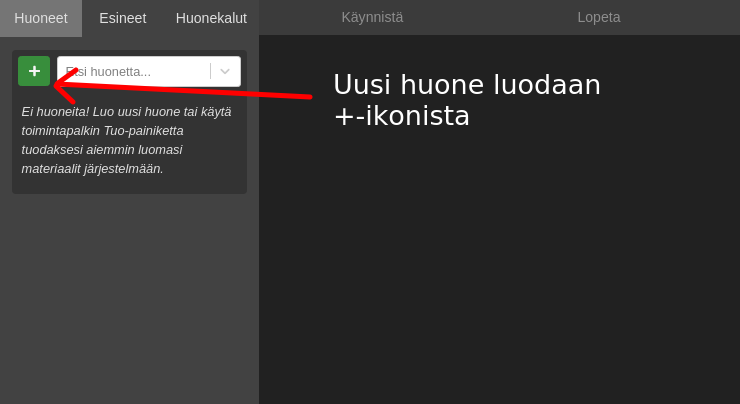 Huoneet Esineet Huonekalut Käynnistä Lopeta
+ Etsi huonetta...
Uusi huone luodaan
+-ikonista
Ei huoneita! Luo uusi huone tai käytä
toimintapalkin Tuo-painiketta
tuodaksesi aiemmin luomasi
materiaalit järjestelmään.